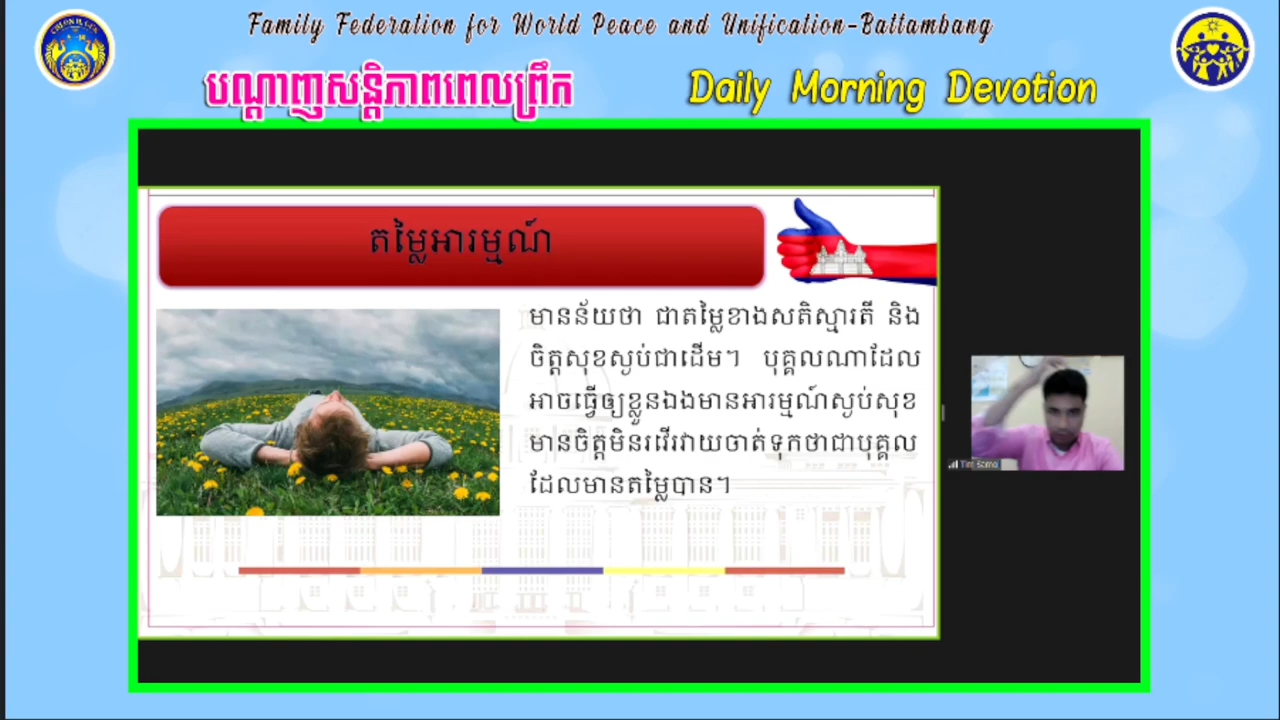 Family Federation for World Peace and Unification-Battambang
បណ្តាញសន្តិភាពពេលព្រឹក
Daily Morning Devotion
តម្លៃអារម្មណ៍
មានន័យថា ជាតម្លៃខាងសតិស្មារតី និង
ចិត្តសុខស្ងប់ជាដើម។ បុគ្គលណាដែល
អាចធ្វើឲ្យខ្លួនឯងមានអារម្មណ៍ស្ងប់សុខ
មានចិត្តមិនរវើរវាយចាត់ទុកថាជាបុគ្គល
ដែលមានតម្លៃបាន។